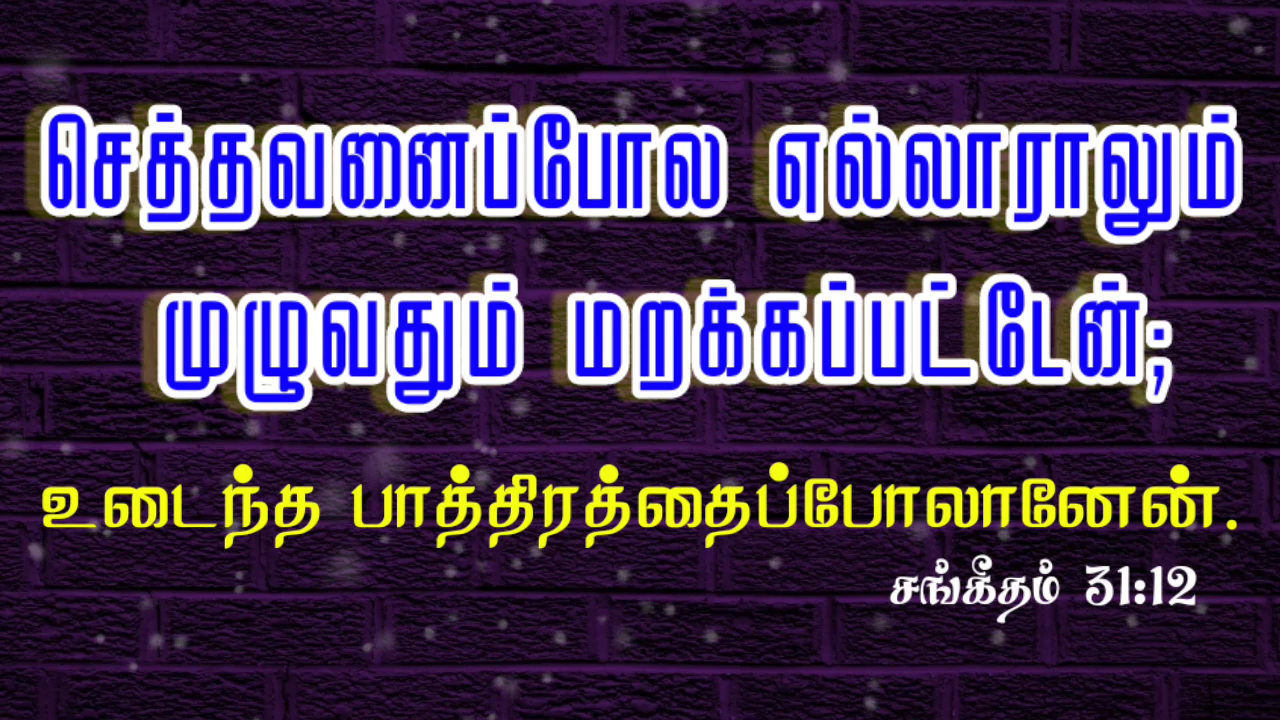 செத்தவனைப்போல எல்லாராலும்
முழுவதும் மறக்கப்பட்டேன்;
உடைந்த பாத்திரத்தைப்போலானேன்.
சங்கீதம் 31:12